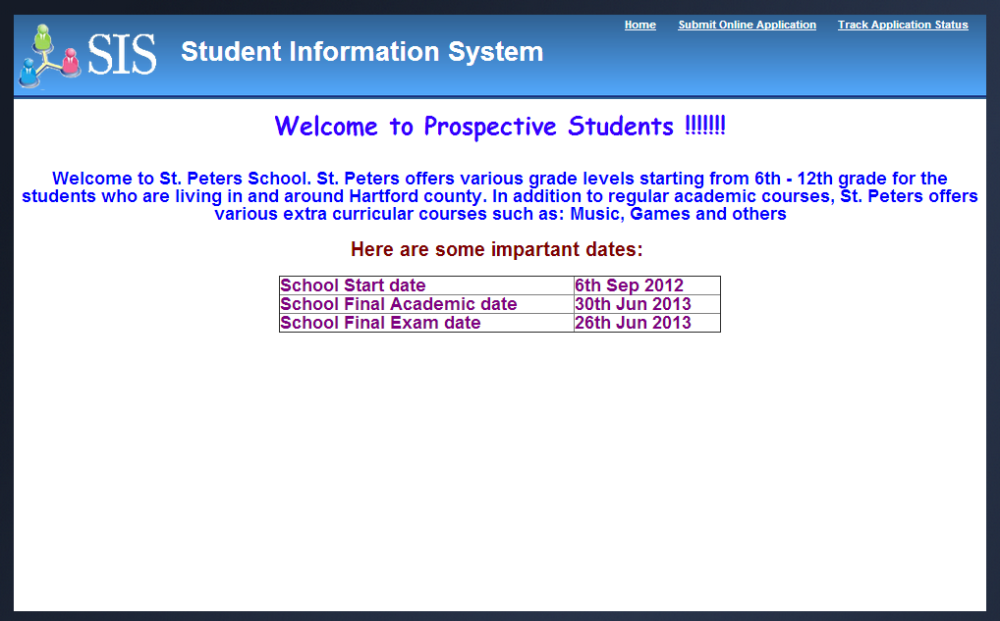 Home Submit Online Application Track Application Status
SIS Student Information System
Welcome to Prospective Students !!!!!!!
Welcome to St. Peters School. St. Peters offers various grade levels starting from 6th - 12th grade for the
students who are living in and around Hartford county. In addition to regular academic courses, St. Peters offers
various extra curricular courses such as: Music, Games and others
Here are some impartant dates:
School Start date 6th Sep 2012
School Final Academic date 30th Jun 2013
School Final Exam date 26th Jun 2013